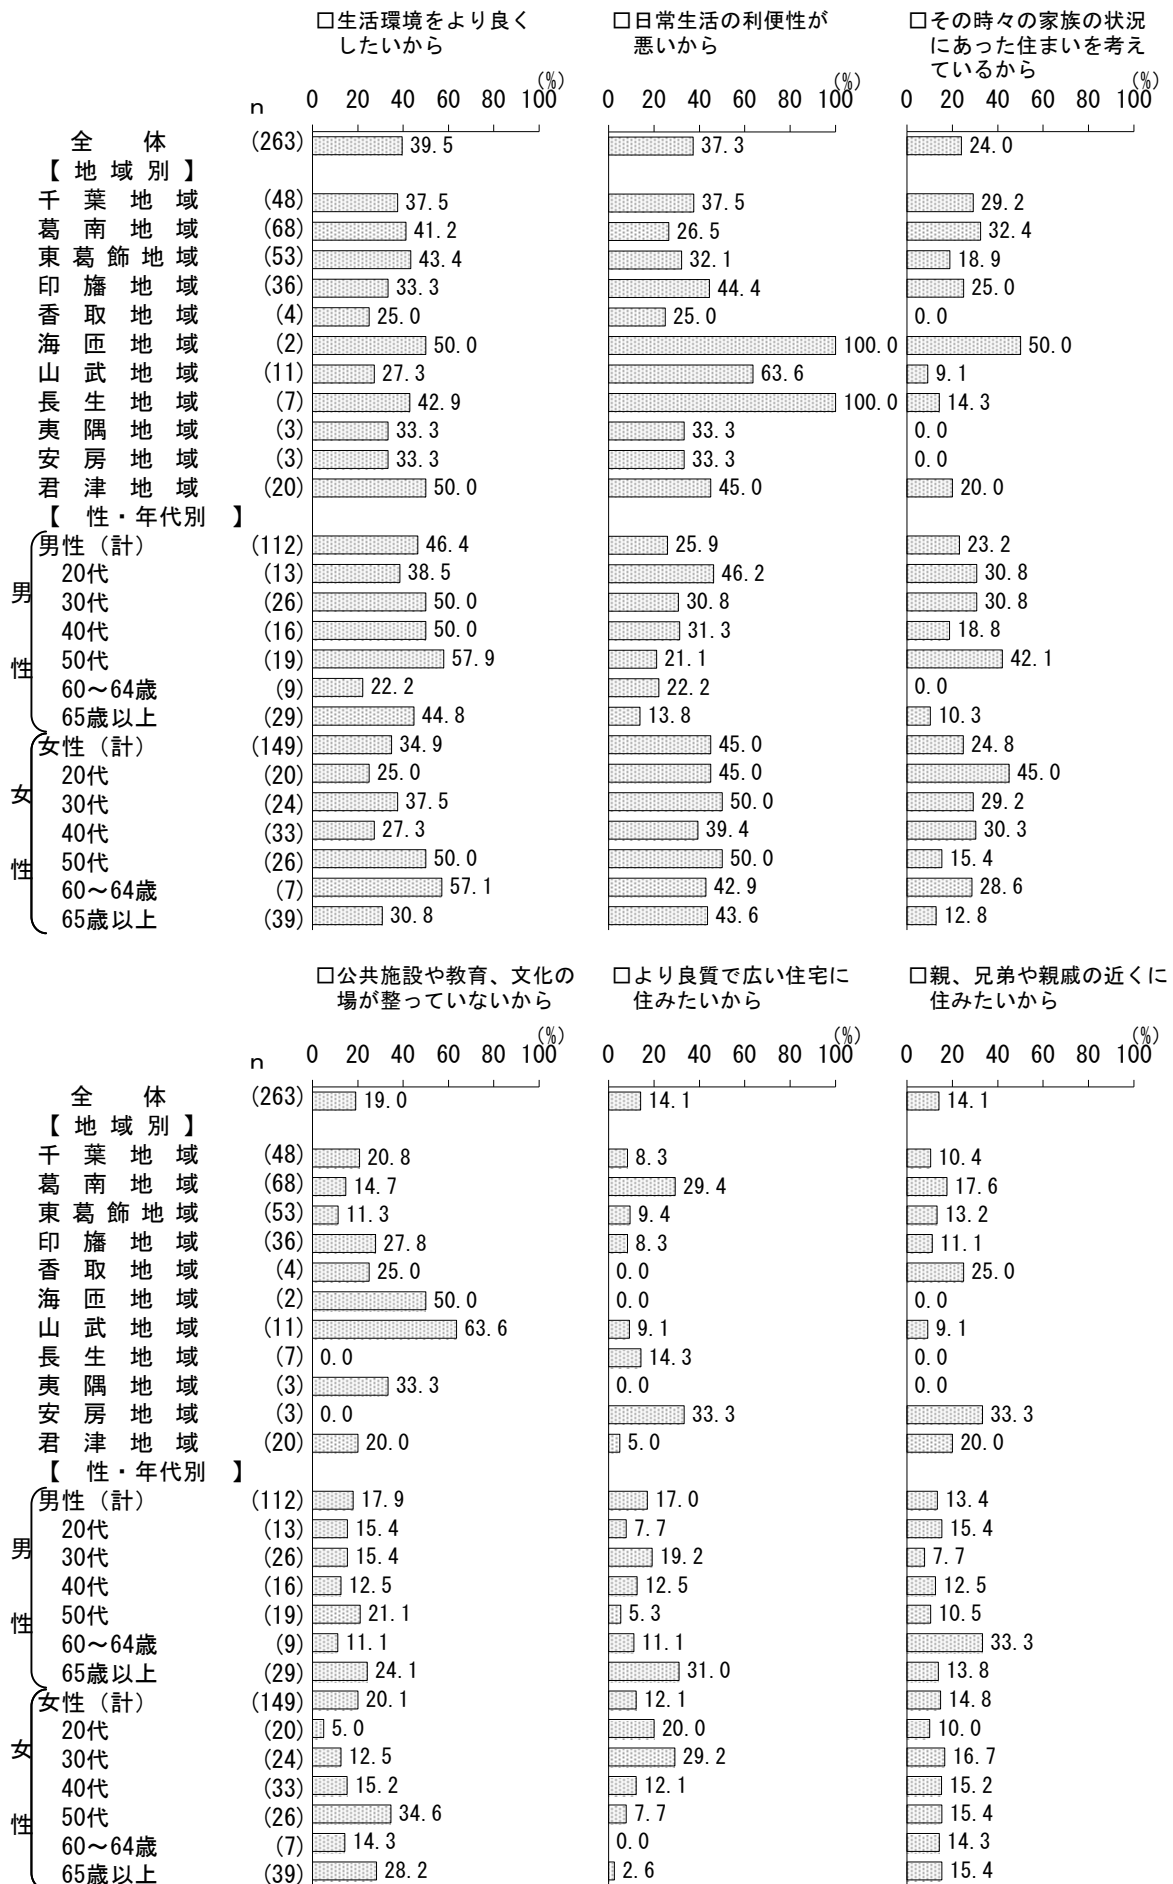 □生活環境をより良く
したいから
□日常生活の利便性が
悪いから
□その時々の家族の状況
にあった住まいを考え
ているから
(%) (%) (%)
n 0 20 40 60 80 100 0 20 40 60 80 100 0 20 40 60 80 100
全体 (263) 39.5 37.3 24.0
【地域別】
千葉地域 (48) 37.5 37.5 29.2
葛南地域 (68) 41.2 26.5 32.4
東葛飾地域 (53) 43.4 32.1 18.9
印旛地域 (36) 33.3 44.4 25.0
香取地域 (4) 25.0 25.0 0.0
海匝地域 (2) 50.0 100.0 50.0
山武地域 (11) 27.3 63.6 9.1
長生地域 (7) 42.9 100.0 14.3
夷隅地域 (3) 33.3 33.3 0.0
安房地域 (3) 33.3 33.3 0.0
君津地域 (20) 50.0 45.0 20.0
【性・年代別】
男性
男性（計） (112) 46.4 25.9 23.2
20代 (13) 38.5 46.2 30.8
30代 (26) 50.0 30.8 30.8
40代 (16) 50.0 31.3 18.8
50代 (19) 57.9 21.1 42.1
60～64歳 (9) 22.2 22.2 0.0
65歳以上 (29) 44.8 13.8 10.3
女性
女性（計） (149) 34.9 45.0 24.8
20代 (20) 25.0 45.0 45.0
30代 (24) 37.5 50.0 29.2
40代 (33) 27.3 39.4 30.3
50代 (26) 50.0 50.0 15.4
60～64歳 (7) 57.1 42.9 28.6
65歳以上 (39) 30.8 43.6 12.8
□公共施設や教育、文化の
場が整っていないから
□より良質で広い住宅に
住みたいから
□親、兄弟や親戚の近くに
住みたいから
(%) (%) (%)
n 0 20 40 60 80 100 0 20 40 60 80 100 0 20 40 60 80 100
全体 (263) 19.0 14.1 14.1
【地域別】
千葉地域 (48) 20.8 8.3 10.4
葛南地域 (68) 14.7 29.4 17.6
東葛飾地域 (53) 11.3 9.4 13.2
印旛地域 (36) 27.8 8.3 11.1
香取地域 (4) 25.0 0.0 25.0
海匝地域 (2) 50.0 0.0 0.0
山武地域 (11) 63.6 9.1 9.1
長生地域 (7) 0.0 14.3 0.0
夷隅地域 (3) 33.3 0.0 0.0
安房地域 (3) 0.0 33.3 33.3
君津地域 (20) 20.0 5.0 20.0
【性・年代別】
男性
男性（計） (112) 17.9 17.0 13.4
20代 (13) 15.4 7.7 15.4
30代 (26) 15.4 19.2 7.7
40代 (16) 12.5 12.5 12.5
50代 (19) 21.1 5.3 10.5
60～64歳 (9) 11.1 11.1 33.3
65歳以上 (29) 24.1 31.0 13.8
女性
女性（計） (149) 20.1 12.1 14.8
20代 (20) 5.0 20.0 10.0
30代 (24) 12.5 29.2 16.7
40代 (33) 15.2 12.1 15.2
50代 (26) 34.6 7.7 15.4
60～64歳 (7) 14.3 0.0 14.3
65歳以上 (39) 28.2 2.6 15.4